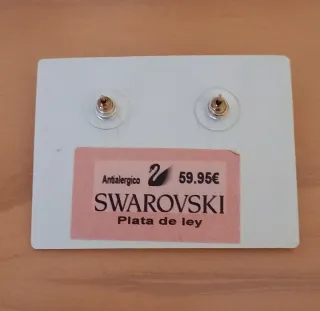 Antialergico 59.95€
SWAROVSKI
Plata de ley